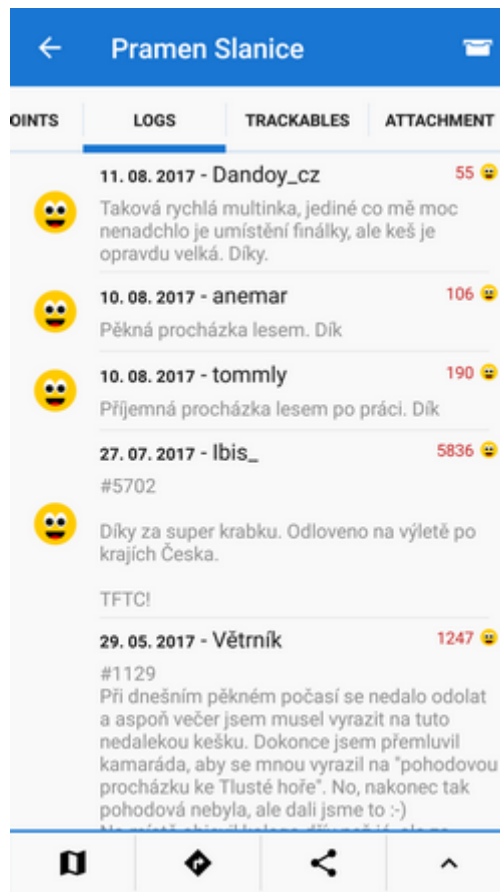 Pramen Slanice
OINTS LOGS TRACKABLES ATTACHMENT
11. 08. 2017 - Dandoy_cz 55
Taková rychlá multinka, jediné co mě moc
nenadchlo je umístění finálky, ale keš je
opravdu velká. Díky.
10. 08. 2017 - anemar 106
Pěkná procházka lesem. Dík
10. 08. 2017 - tommly 190
Příjemná procházka lesem po práci. Dík
27. 07. 2017 - Ibis_ 5836
#5702
Díky za super krabku. Odloveno na výletě po
krajích Česka.
TFTC!
29. 05. 2017 - Větrník 1247
#1129
Při dnešním pěkném počasí se nedalo odolat
a aspoň večer jsem musel vyrazit na tuto
nedalekou kešku. Dokonce jsem přemluvil
kamaráda, aby se mnou vyrazil na "pohodovou
procházku ke Tlusté hoře". No, nakonec tak
pohodová nebyla, ale dali jsme to :-)